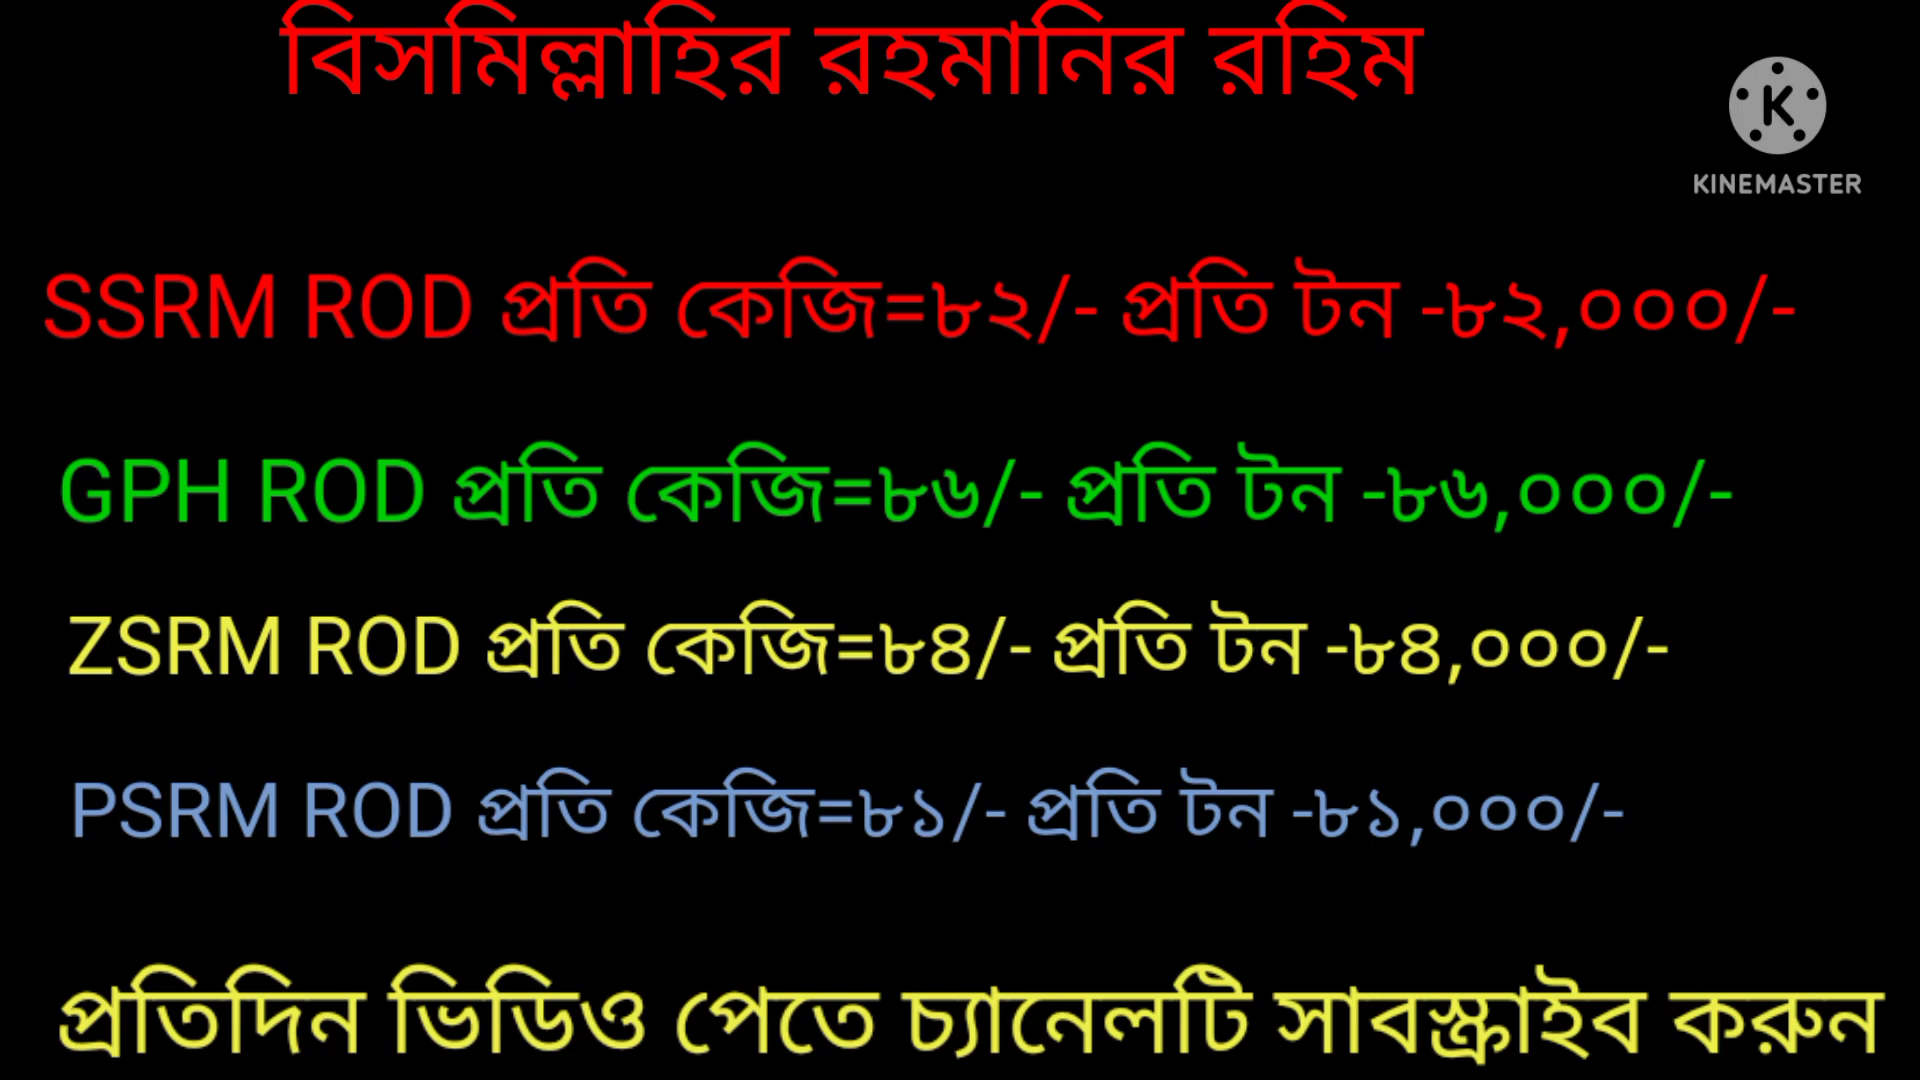 বিসমিল্লাহির রহমানির রহিম
KINEMASTER
SSRM ROD প্রতি কেজি=৮২/- প্রতি টন -৮২,০০০/-
GPH ROD প্রতি কেজি=৮৬/- প্রতি টন -৮৬,০০০/-
ZSRM ROD প্রতি কেজি=৮৪/- প্রতি টন -৮৪,০০০/-
PSRM ROD প্রতি কেজি=৮১/- প্রতি টন -৮১,০০০/-
প্রতিদিন ভিডিও পেতে চ্যানেলটি সাবস্ক্রাইব করুন